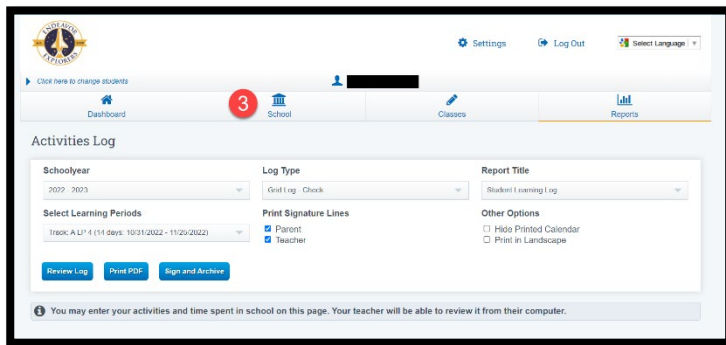 ENDEAVOR
EXPLORERS
Settings
Log Out
Select Language
Click here to change students
3
Dashboard
School
Classes
Reports
Activities Log
Schoolyear
Log Type
Report Title
2022 - 2023
Grid Log - Check
Student Learning Log
Select Learning Periods
Print Signature Lines
Other Options
Track: A LP 4 (14 days: 10/31/2022 - 11/25/2022)
Parent
Hide Printed Calendar
Teacher
Print in Landscape
Review Log
Print PDF
Sign and Archive
You may enter your activities and time spent in school on this page. Your teacher will be able to review it from their computer.